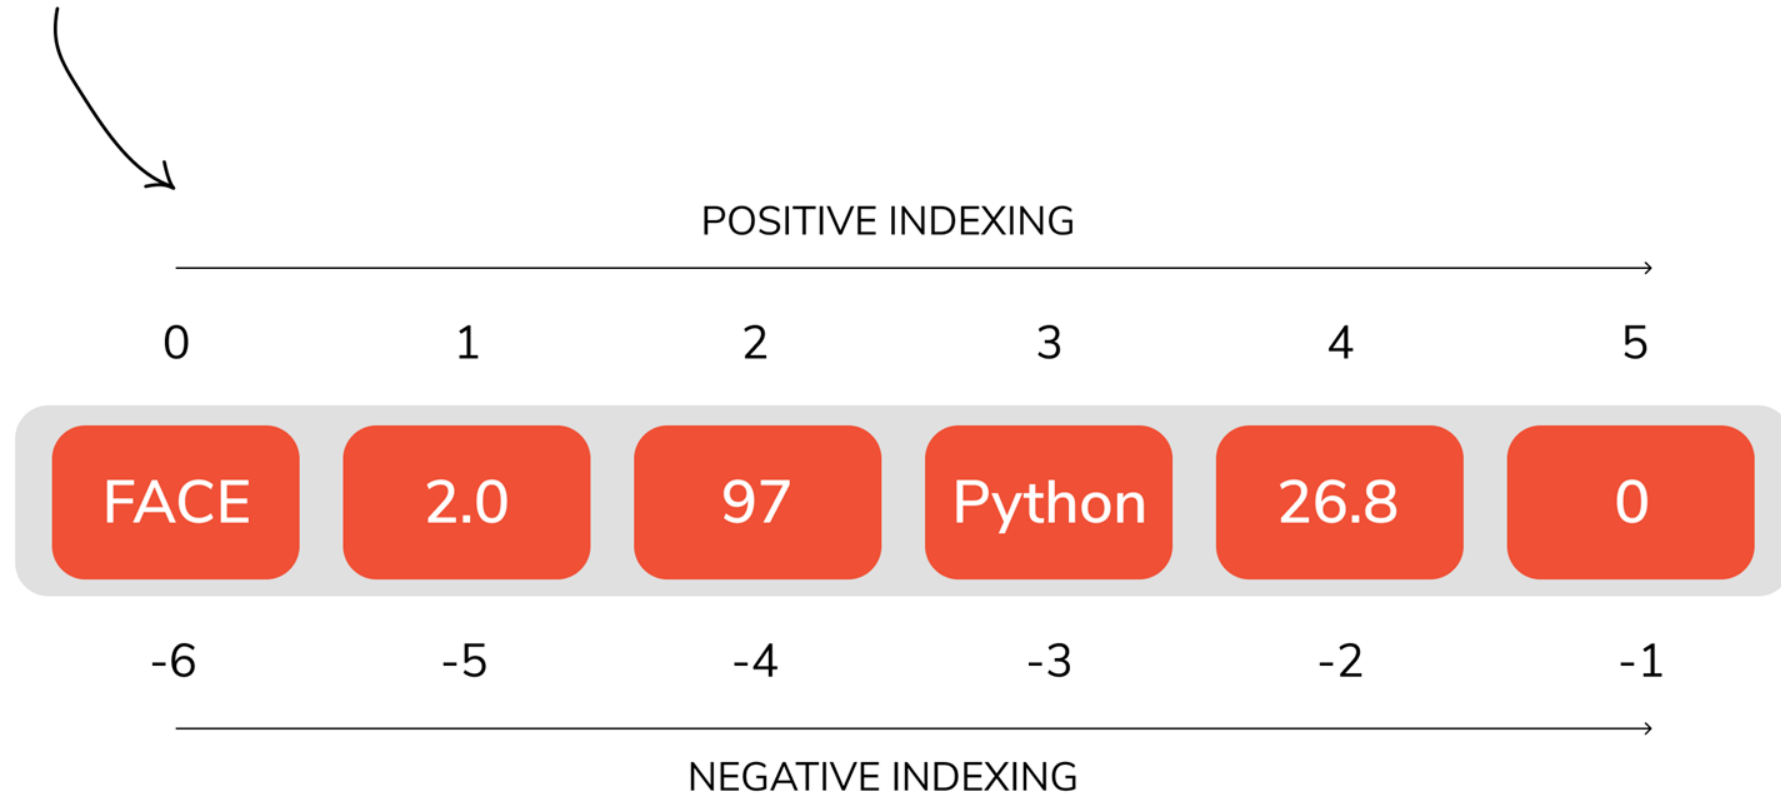 POSITIVE INDEXING
0 1 2 3 4 5
FACE 2.0 97 Python 26.8 0
-6 -5 -4 -3 -2 -1
NEGATIVE INDEXING